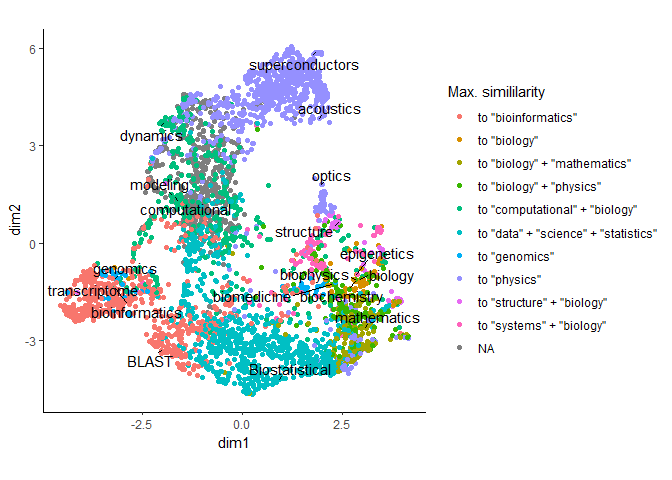 6
3
0
-3
dim2
-2.5
0.0
2.5
dim1
superconductors
acoustics
dynamics
optics
modeling
computational
structure
epigenetics
genomics
biophysics
biology
transcriptome
biomedicine
biochemistry
bioinformatics
mathematics
BLAST
Biostatistical
Max. simililarity
to "bioinformatics"
to "biology"
to "biology" + "mathematics"
to "biology" + "physics"
to "computational" + "biology"
to "data" + "science" + "statistics"
to "genomics"
to "physics"
to "structure" + "biology"
to "systems" + "biology"
NA